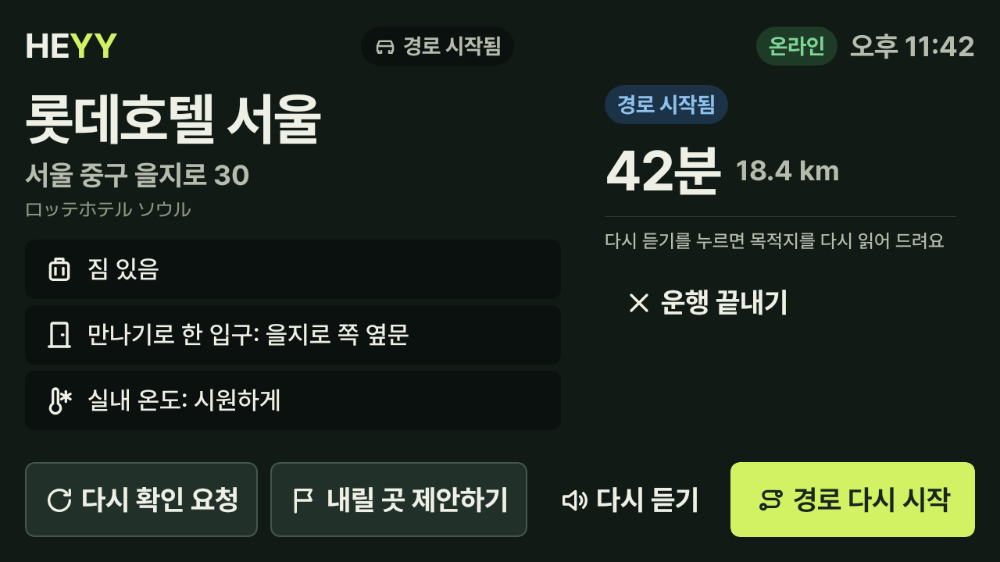 HEYY
경로 시작됨
온라인
오후 11:42
롯데호텔 서울
서울 중구 을지로 30
ロッテホテル ソウル
짐 있음
만나기로 한 입구: 을지로 쪽 옆문
실내 온도: 시원하게
경로 시작됨
42분 18.4 km
다시 듣기를 누르면 목적지를 다시 읽어 드려요
운행 끝내기
다시 확인 요청
내릴 곳 제안하기
다시 듣기
경로 다시 시작